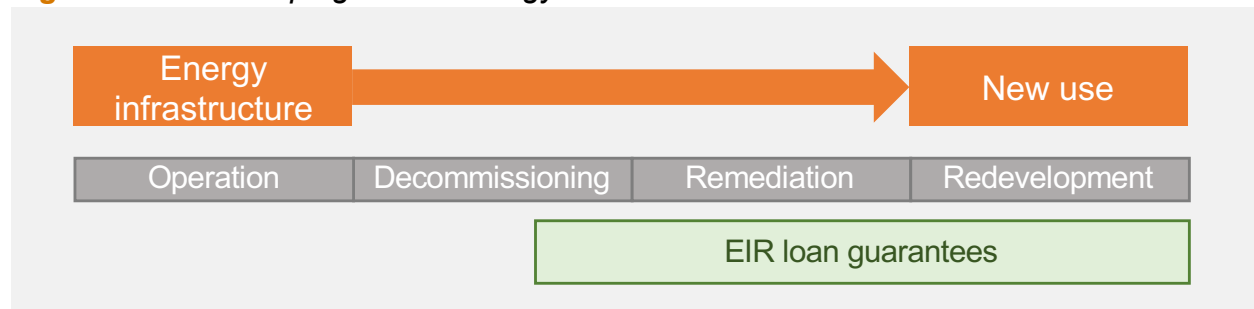 Energy
infrastructure
New use
Operation
Decommissioning
Remediation
Redevelopment
EIR loan guarantees